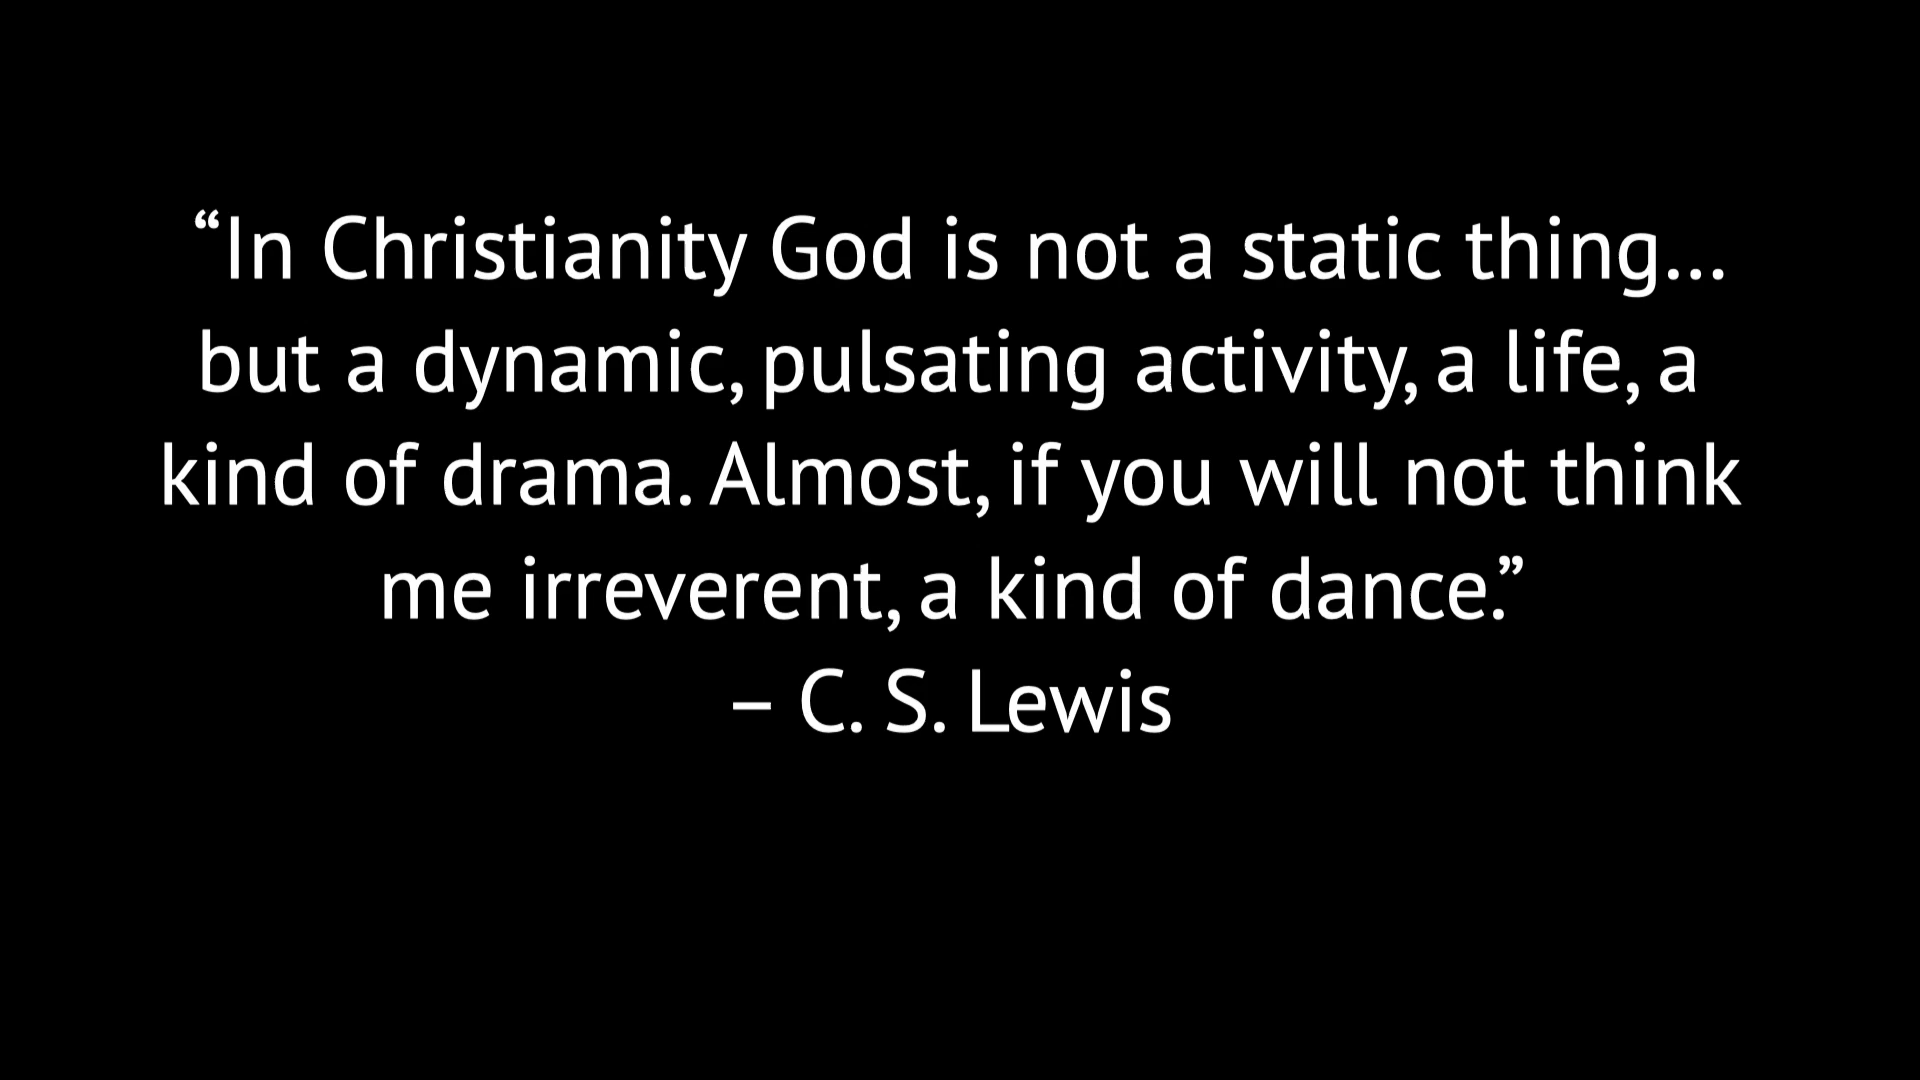 “In Christianity God is not a static thing...
but a dynamic, pulsating activity, a life, a
kind of drama. Almost, if you will not think
me irreverent, a kind of dance.”
– C. S. Lewis